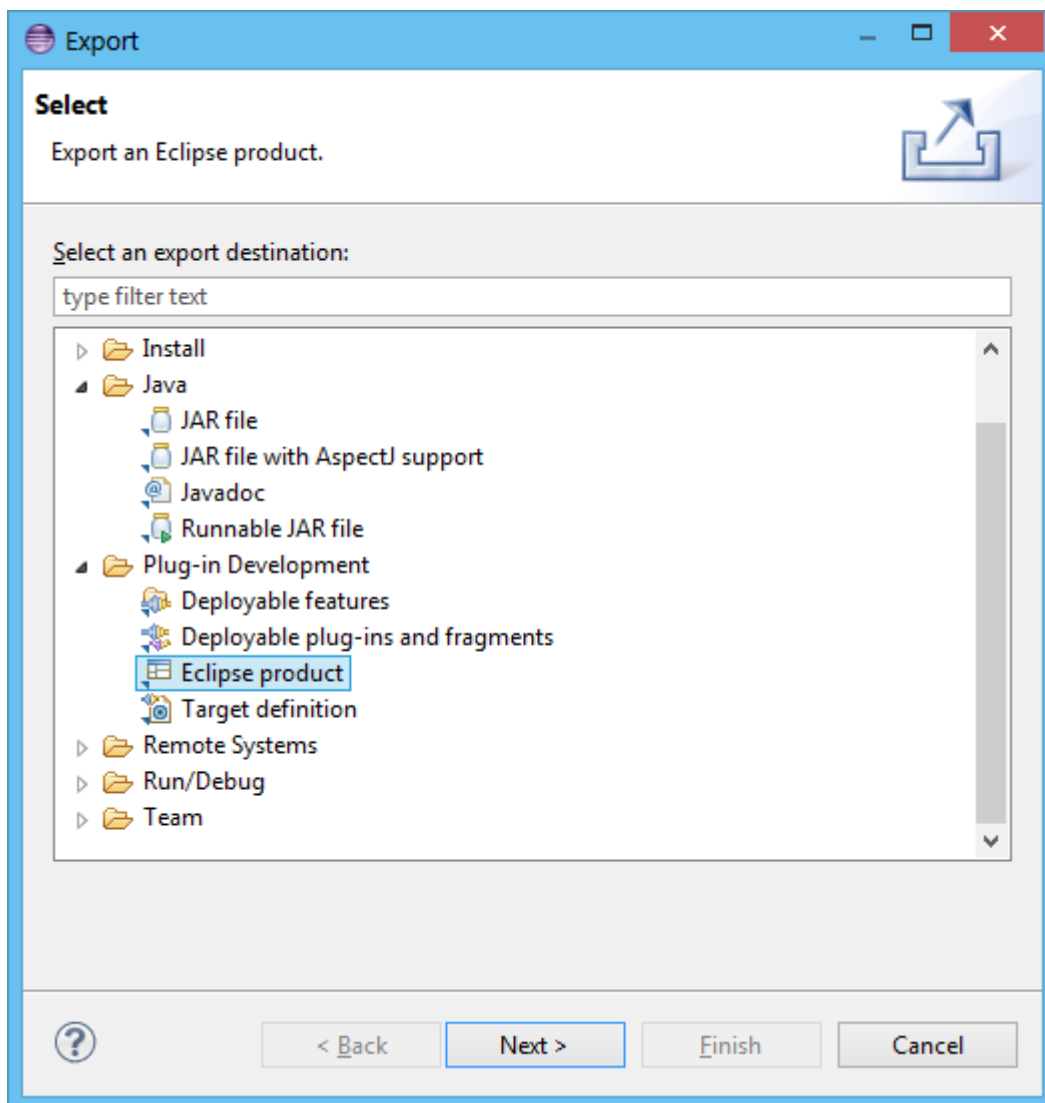 Export
Select
Export an Eclipse product.
Select an export destination:
type filter text
Install
Java
JAR file
JAR file with AspectJ support
Javadoc
Runnable JAR file
Plug-in Development
Deployable features
Deployable plug-ins and fragments
Eclipse product
Target definition
Remote Systems
Run/Debug
Team
? < Back Next > Finish Cancel